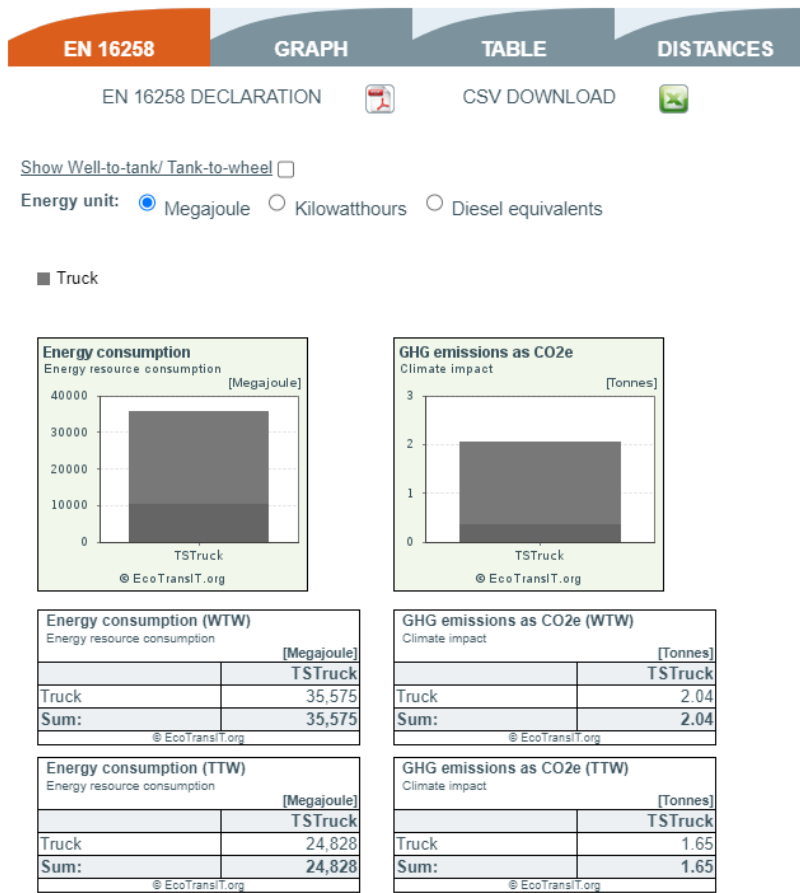 EN 16258 GRAPH TABLE DISTANCES
EN 16258 DECLARATION CSV DOWNLOAD
Show Well-to-tank/ Tank-to-wheel
Energy unit: Megajoule Kilowatthours Diesel equivalents
Truck
Energy consumption
Energy resource consumption
[Megajoule]
40000
30000
20000
10000
0
TSTruck
© EcoTransIT.org
GHG emissions as CO2e
Climate impact
[Tonnes]
3
2
1
0
TSTruck
© EcoTransIT.org
Energy consumption (WTW)
Energy resource consumption
[Megajoule]
TSTruck
Truck 35,575
Sum: 35,575
© EcoTransIT.org
GHG emissions as CO2e (WTW)
Climate impact
[Tonnes]
TSTruck
Truck 2.04
Sum: 2.04
© EcoTransIT.org
Energy consumption (TTW)
Energy resource consumption
[Megajoule]
TSTruck
Truck 24,828
Sum: 24,828
© EcoTransIT.org
GHG emissions as CO2e (TTW)
Climate impact
[Tonnes]
TSTruck
Truck 1.65
Sum: 1.65
© EcoTransIT.org